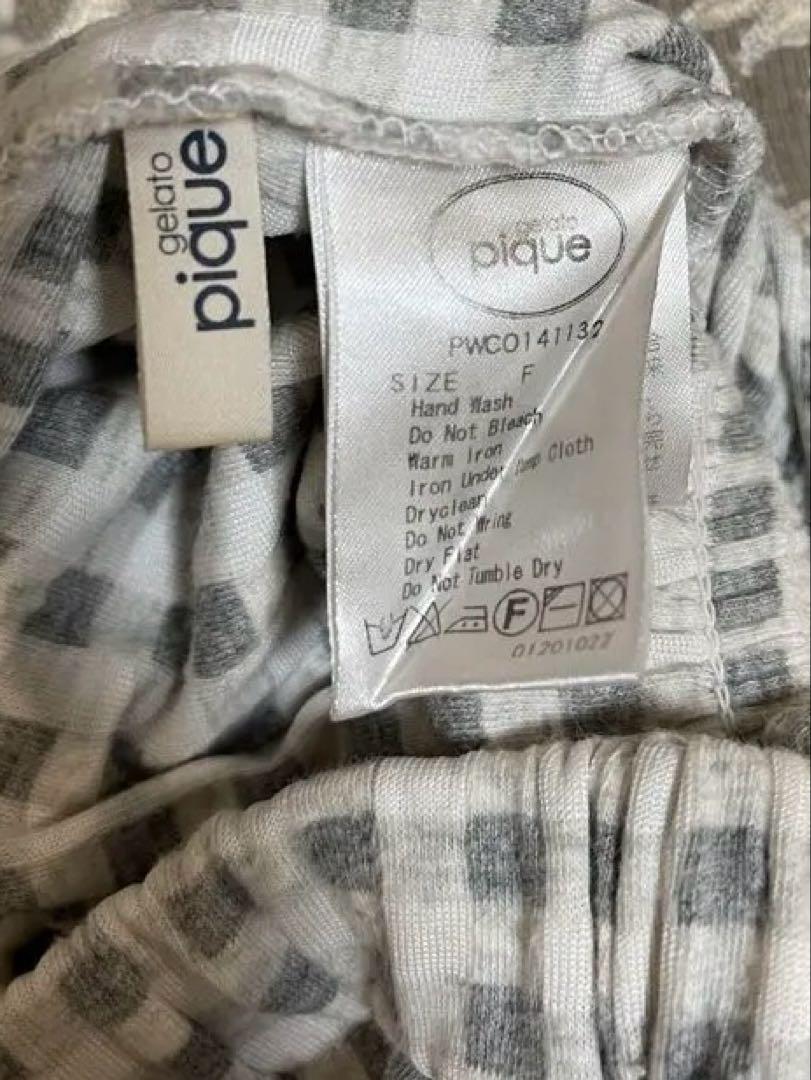 gelato
pique
gelato
pique
PWCO141132
SIZE F
Hand Wash
Do Not Bleach
Warm Iron
Iron Under Dump Cloth
Dryclean
Do Not Wring
Dry Flat
Do Not Tumble Dry
F
01201022